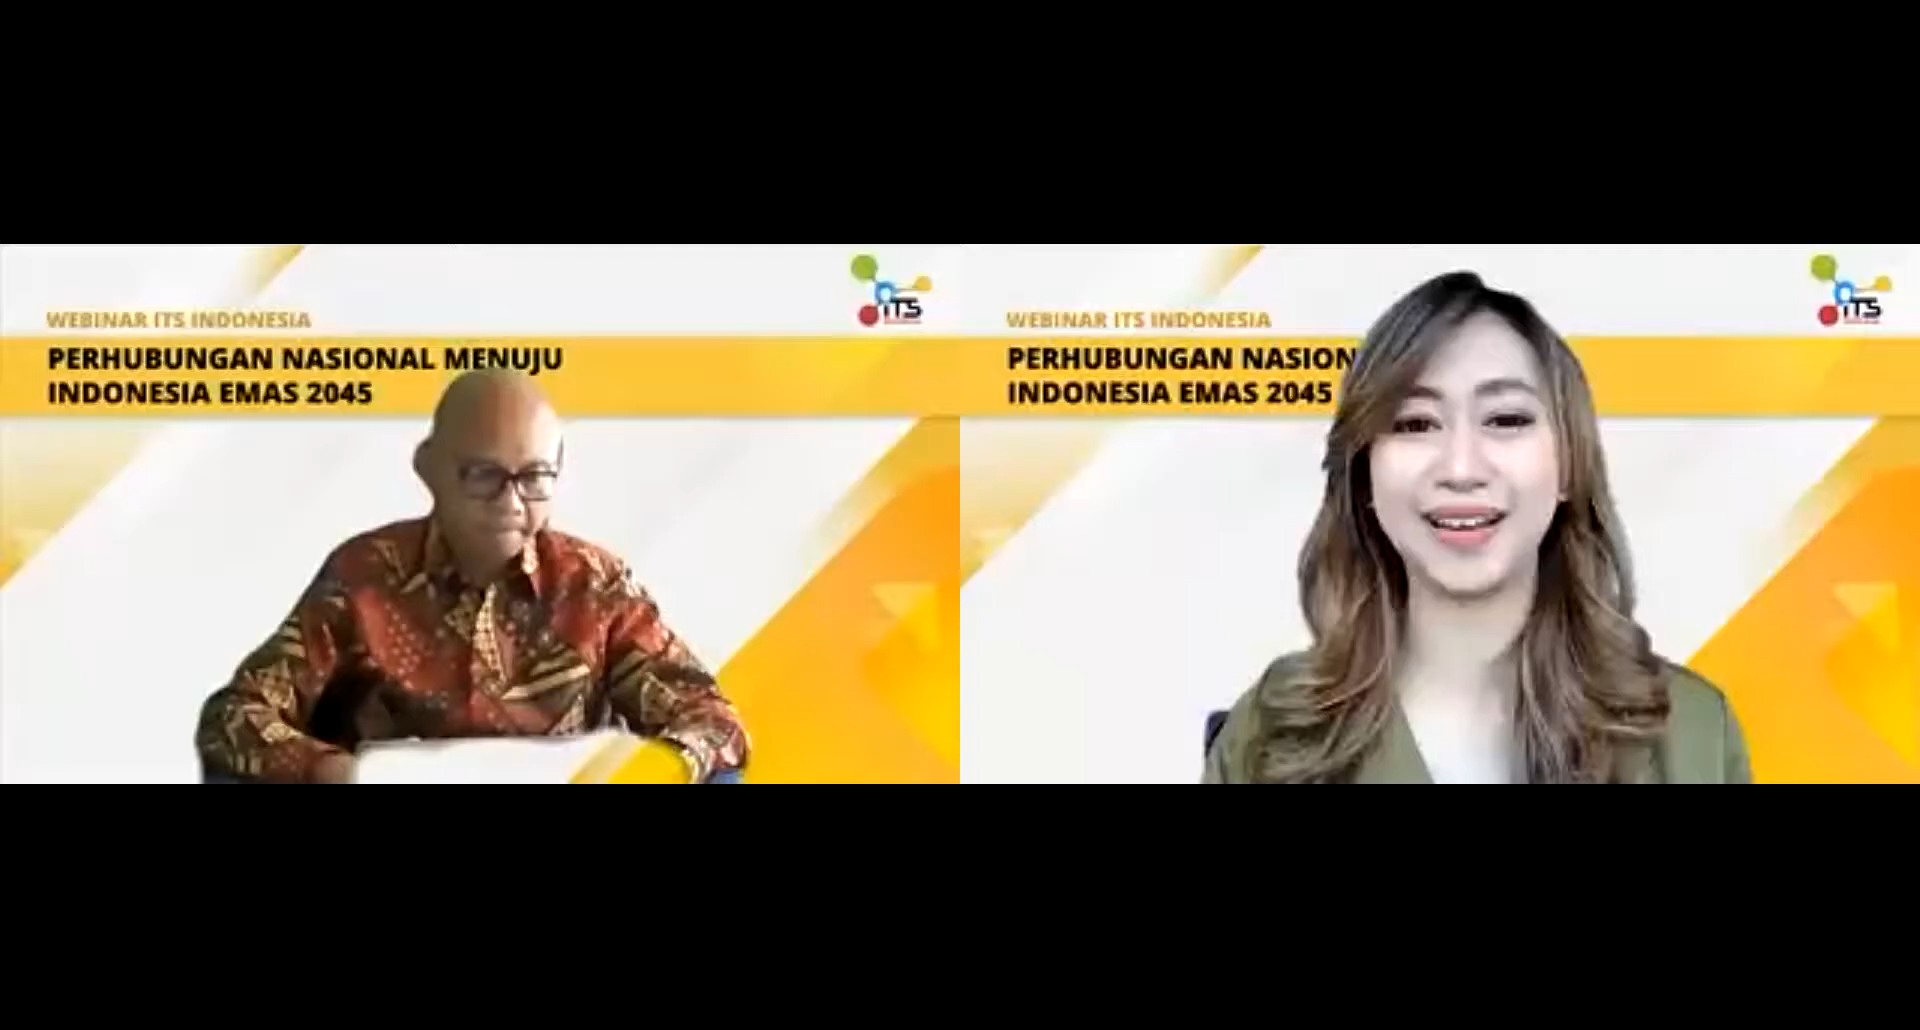 WEBINAR ITS INDONESIA
PERHUBUNGAN NASIONAL MENUJU
INDONESIA EMAS 2045
ITS
WEBINAR ITS INDONESIA
PERHUBUNGAN NASION
INDONESIA EMAS 2045
ITS